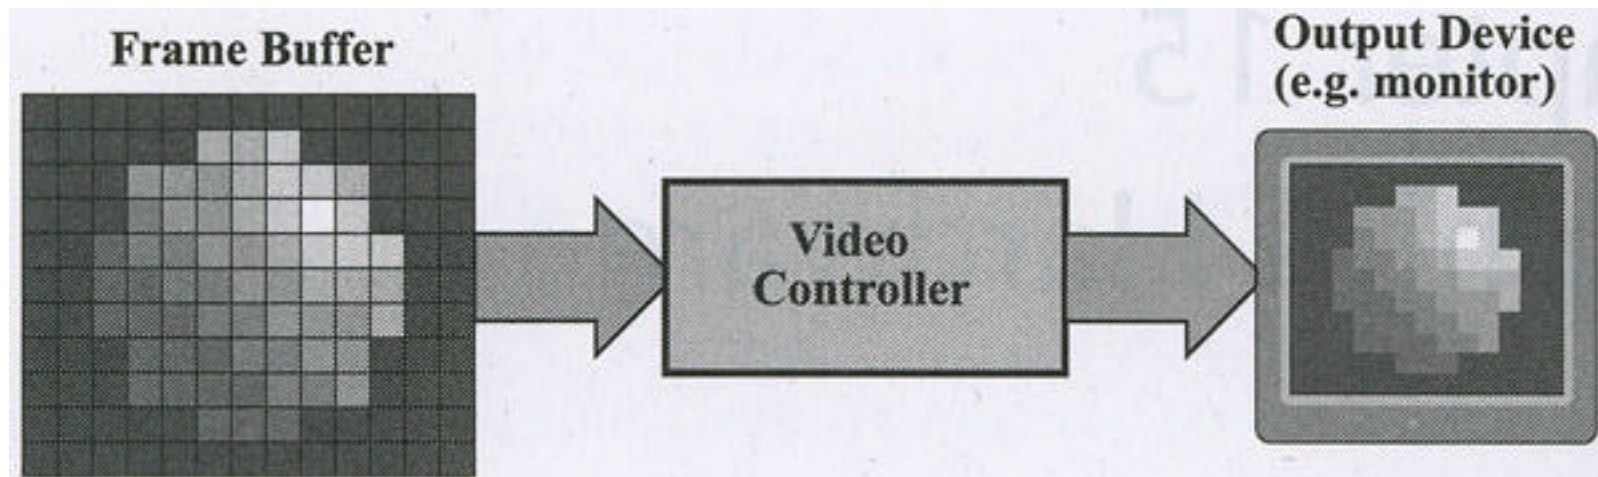 Frame Buffer
Video
Controller
Output Device
(e.g. monitor)